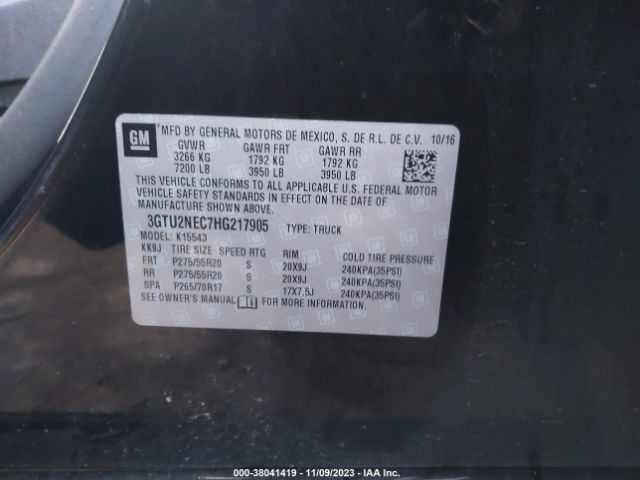 GM
MFD BY GENERAL MOTORS DE MEXICO, S. DE R.L. DE C.V. 10/16
GVWR GAWR FRT GAWR RR
3266 KG 1792 KG 1792 KG
7200 LB 3950 LB 3950 LB
THIS VEHICLE CONFORMS TO ALL APPLICABLE U.S. FEDERAL MOTOR
VEHICLE SAFETY STANDARDS IN EFFECT ON THE DATE OF
MANUFACTURE SHOWN ABOVE.
3GTU2NEC7HG217905 TYPE: TRUCK
MODEL: K15543
KK9J TIRE SIZE SPEED RTG RIM COLD TIRE PRESSURE
FRT P275/55R20 S 20X9J 240KPA(35PSI)
RR P275/55R20 S 20X9J 240KPA(35PSI)
SPA P265/70R17 S 17X7.5J 240KPA(35PSI)
SEE OWNER'S MANUAL FOR MORE INFORMATION.
000-38041419 | 11/09/2023 | IAA Inc.